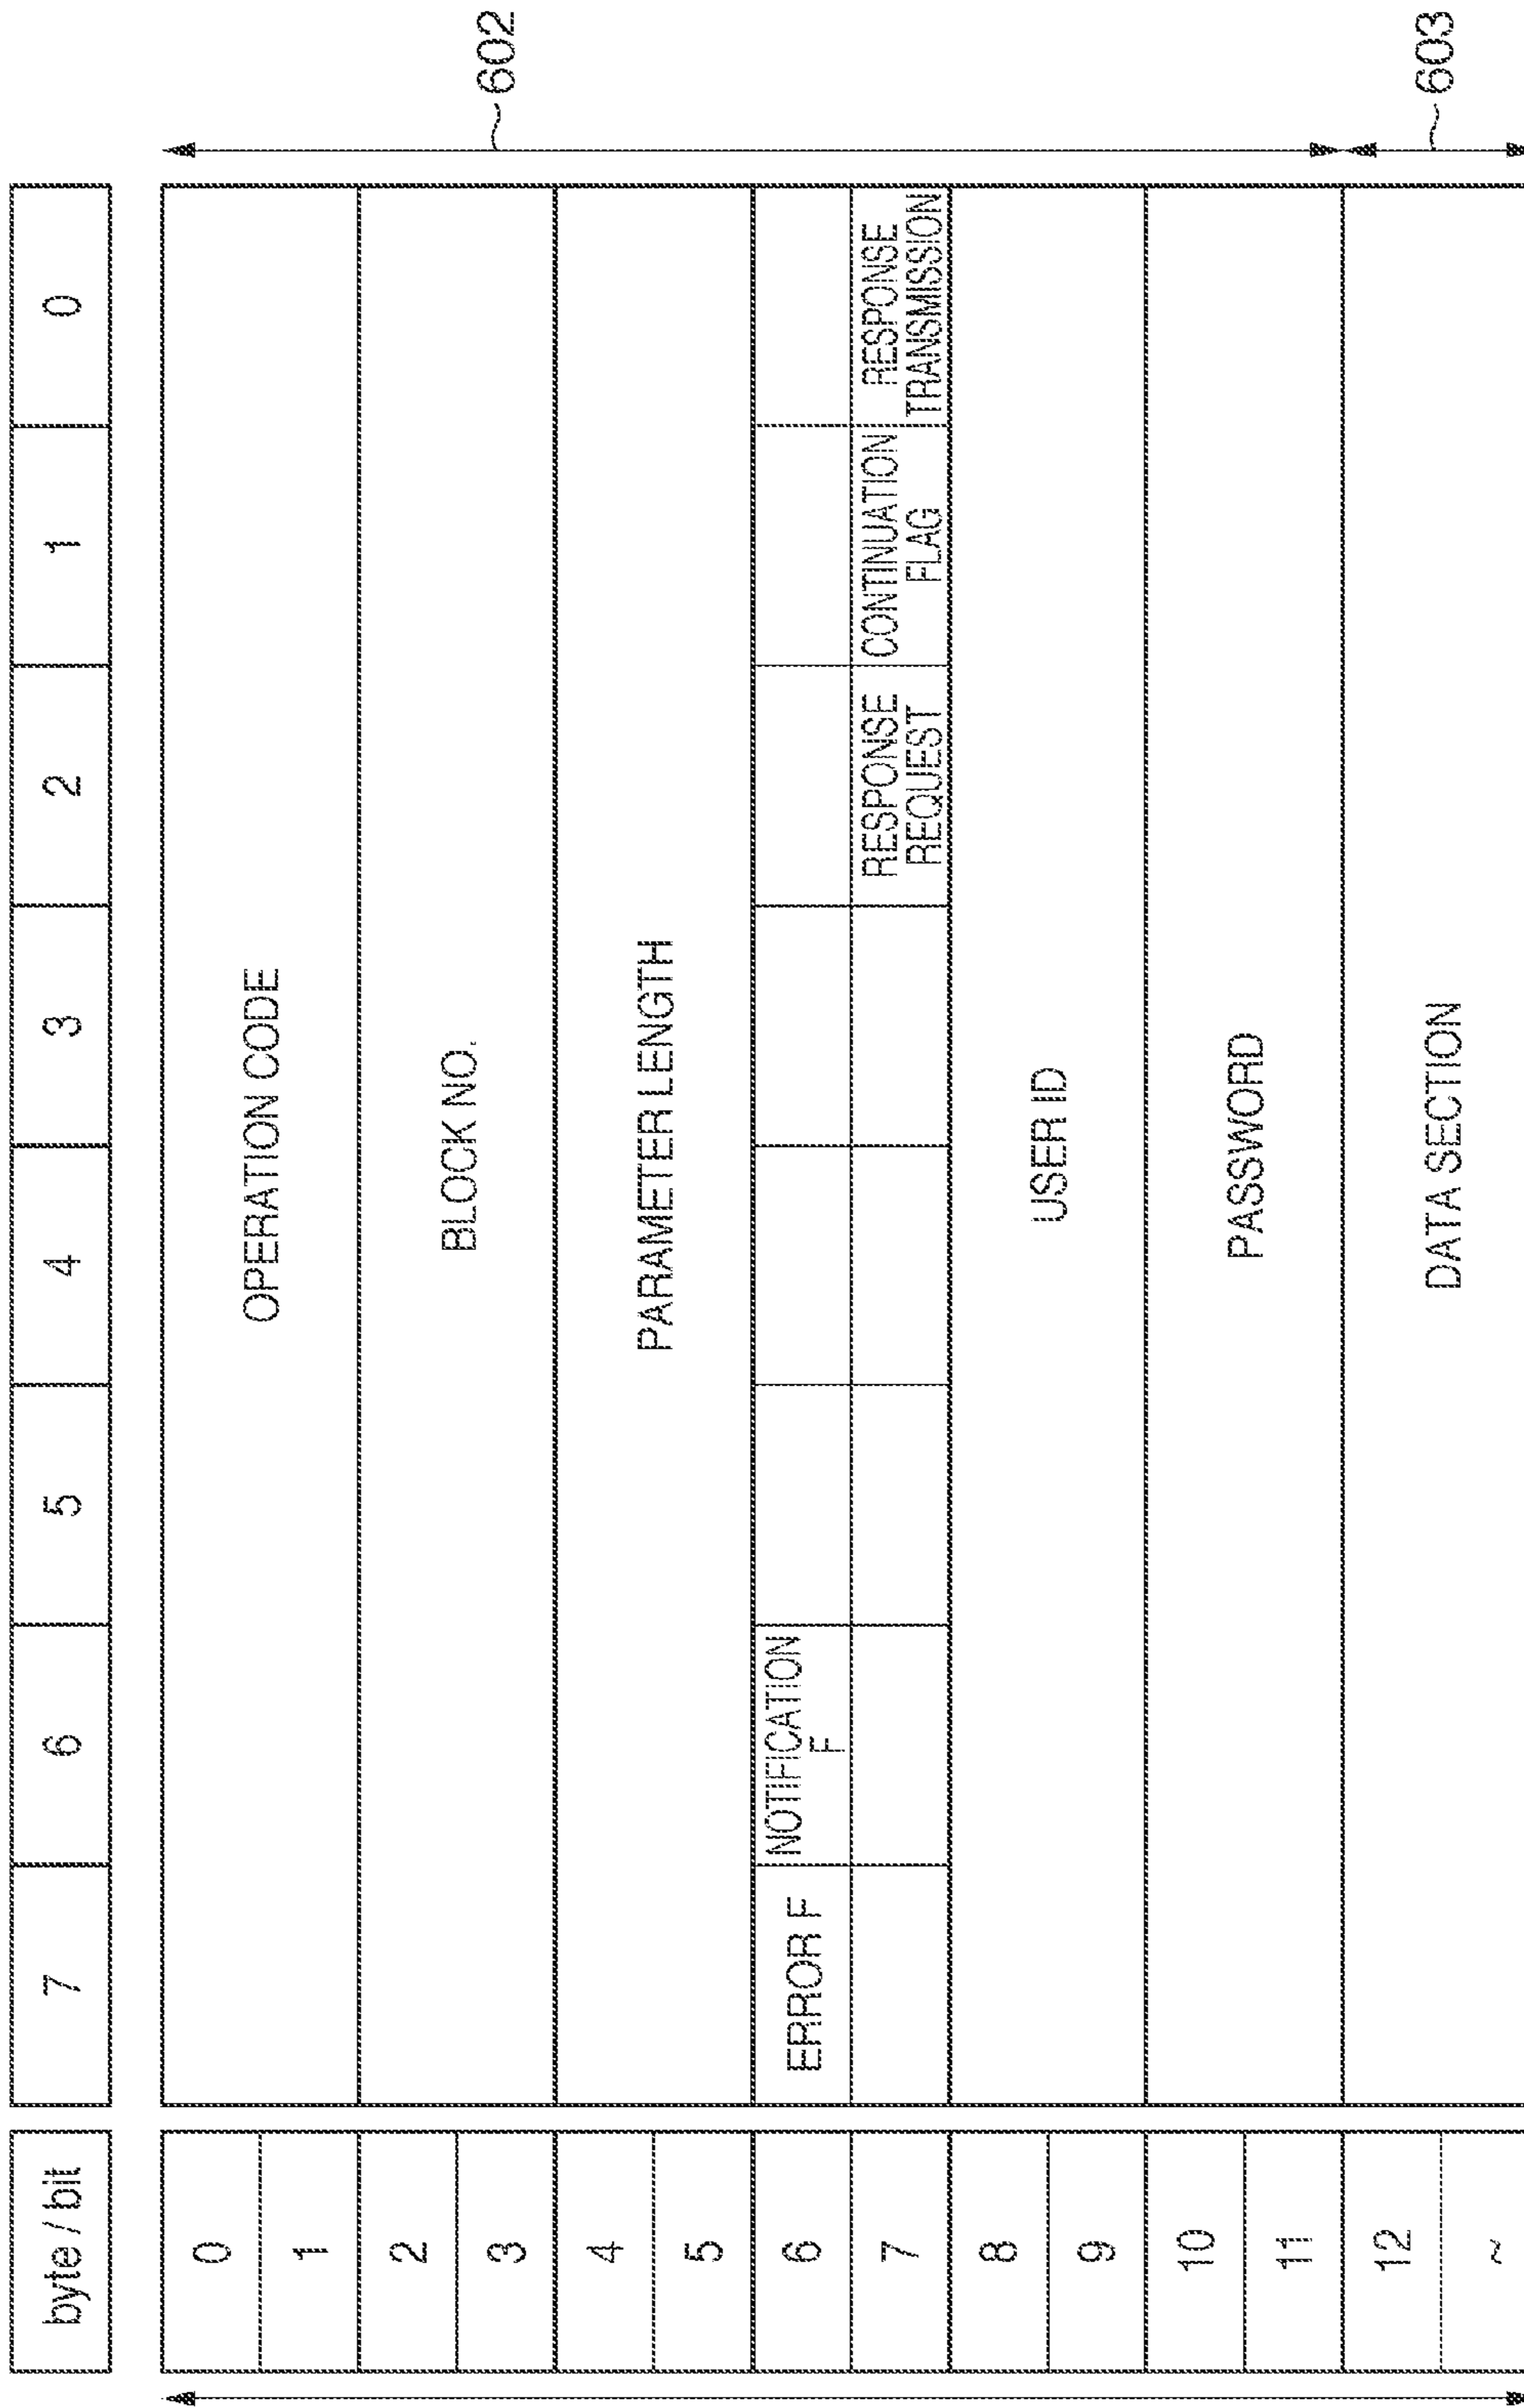 byte / bit
7
6
5
4
3
2
1
0
0
1
OPERATION CODE
2
3
BLOCK NO.
4
5
PARAMETER LENGTH
6
ERROR F
NOTIFICATION
F
7
RESPONSE
REQUEST
CONTINUATION
FLAG
RESPONSE
TRANSMISSION
8
9
USER ID
10
11
PASSWORD
12
~
DATA SECTION
602
603